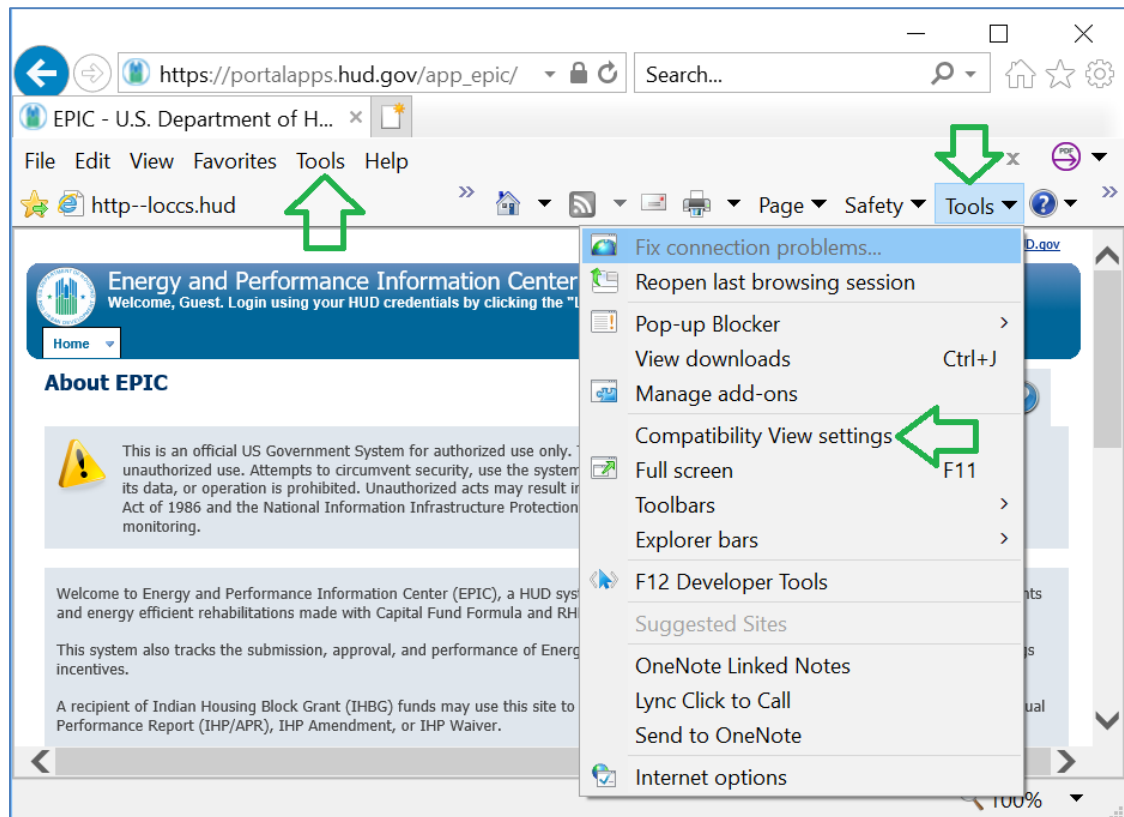 https://portalapps.hud.gov/app_epic/
Search...
EPIC - U.S. Department of H...
File Edit View Favorites Tools Help
x
PDF
http--loccs.hud
Page
Safety
Tools
D.gov
Energy and Performance Information Center
Welcome, Guest. Login using your HUD credentials by clicking the "L
Home
About EPIC
This is an official US Government System for authorized use only.
unauthorized use. Attempts to circumvent security, use the system
its data, or operation is prohibited. Unauthorized acts may result in
Act of 1986 and the National Information Infrastructure Protection
monitoring.
Welcome to Energy and Performance Information Center (EPIC), a HUD sys
nts
and energy efficient rehabilitations made with Capital Fund Formula and RH
This system also tracks the submission, approval, and performance of Energ
gs
incentives.
A recipient of Indian Housing Block Grant (IHBG) funds may use this site to
ual
Performance Report (IHP/APR), IHP Amendment, or IHP Waiver.
Fix connection problems...
Reopen last browsing session
Pop-up Blocker
View downloads Ctrl+J
Manage add-ons
Compatibility View settings
Full screen F11
Toolbars
Explorer bars
F12 Developer Tools
Suggested Sites
OneNote Linked Notes
Lync Click to Call
Send to OneNote
Internet options
100%